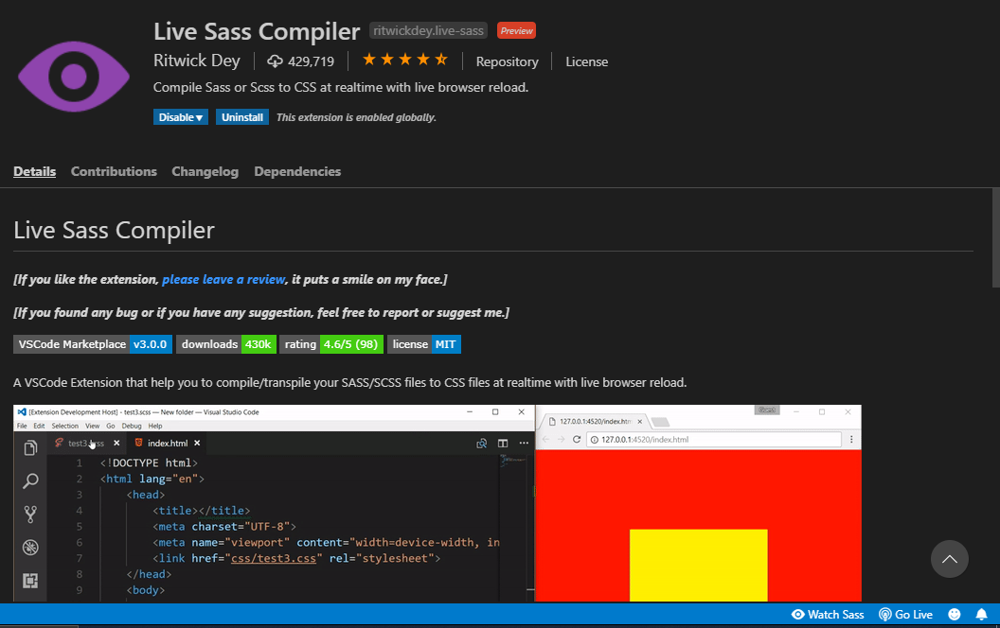 Live Sass Compiler ritwickdey.live-sass Preview
Ritwick Dey 429,719 Repository License
Compile Sass or Scss to CSS at realtime with live browser reload.
Disable▾ Uninstall This extension is enabled globally.
Details Contributions Changelog Dependencies
Live Sass Compiler
[If you like the extension, please leave a review, it puts a smile on my face.]
[If you found any bug or if you have any suggestion, feel free to report or suggest me.]
VSCode Marketplace v3.0.0 downloads 430k rating 4.6/5 (98) license MIT
A VSCode Extension that help you to compile/transpile your SASS/SCSS files to CSS files at realtime with live browser reload.
[Extension Development Host] - test3.scss — New folder — Visual Studio Code
File Edit Selection View Go Debug Help
index.html
1 <!DOCTYPE html>
2 <html lang="en">
3 <head>
4 <title></title>
5 <meta charset="UTF-8">
6 <meta name="viewport" content="width=device-width, in
7 <link href="css/test3.css" rel="stylesheet">
8 </head>
9 <body>
127.0.0.1:4520/index.htm
127.0.0.1:4520/index.html
Watch Sass Go Live